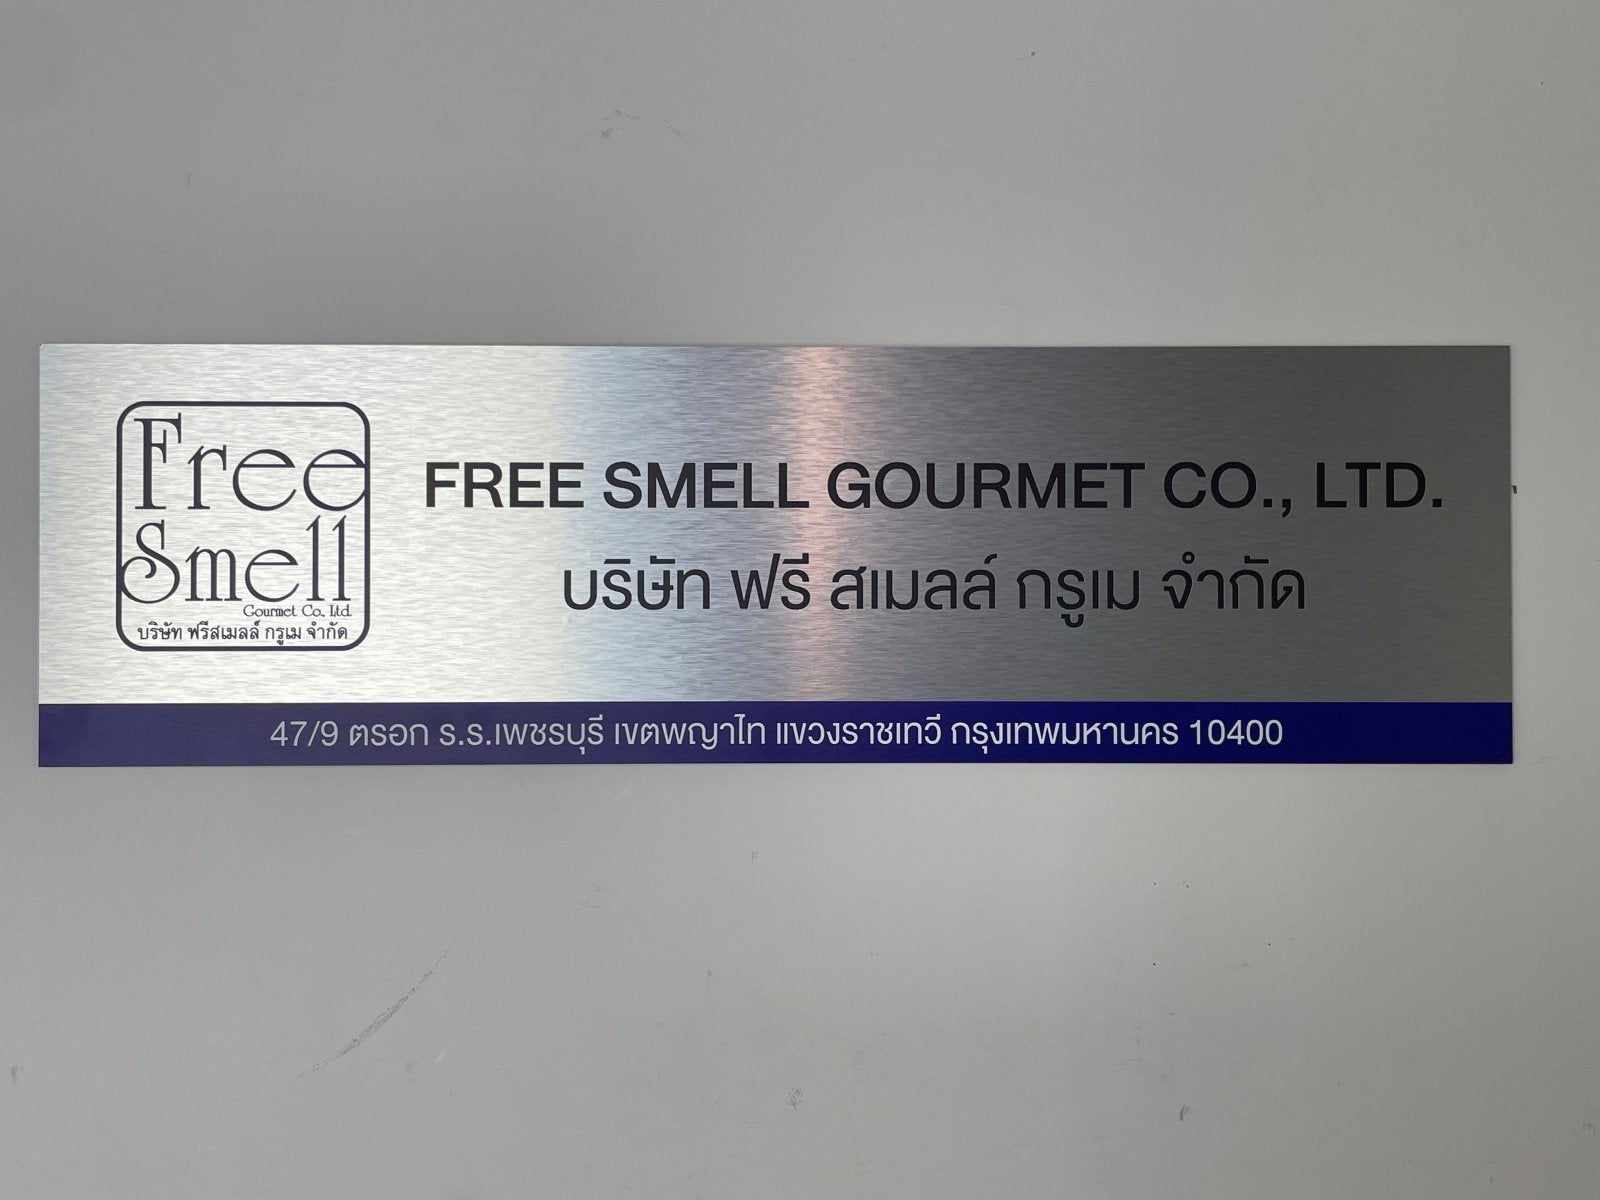 Free
Smell
Gourmet Co., Ltd.
บริษัท ฟรีสเมลล์ กรูเม จำกัด
FREE SMELL GOURMET CO., LTD.
บริษัท ฟรี สเมลล์ กรูเม จำกัด
47/9 ตรอก ร.ร.เพชรบุรี เขตพญาไท แขวงราชเทวี กรุงเทพมหานคร 10400